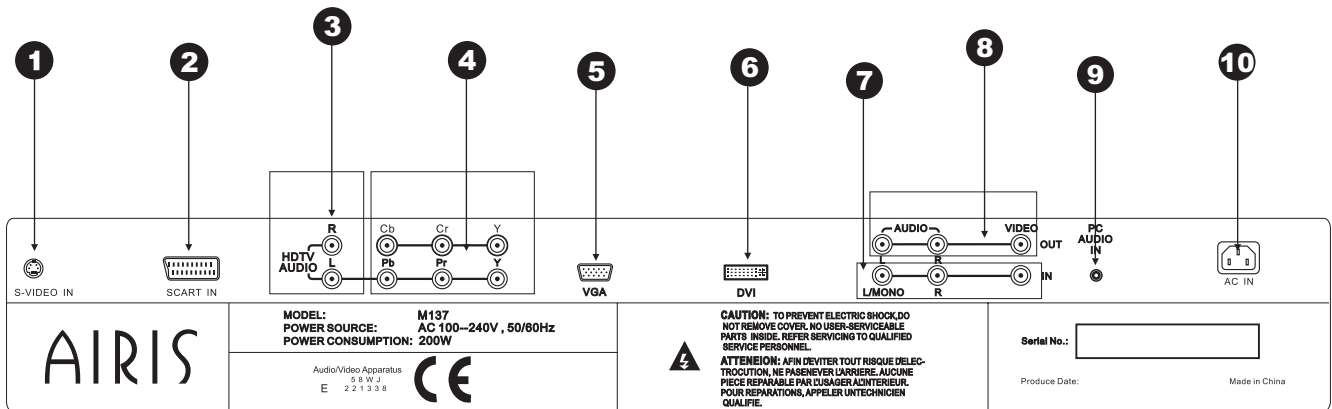 1 2 3 4 5 6 7 8 9 10
S-VIDEO IN
SCART IN
HDTV
AUDIO
R
L
Cb Cr Y
Pb Pr Y
VGA
DVI
AUDIO VIDEO
OUT
L R
IN
L/MONO R
PC
AUDIO
IN
AC IN
AIRIS
MODEL: M137
POWER SOURCE: AC 100--240V , 50/60Hz
POWER CONSUMPTION: 200W
Audio/Video Apparatus
58WJ
E 221338
CE
CAUTION: TO PREVENT ELECTRIC SHOCK,DO
NOT REMOVE COVER. NO USER-SERVICEABLE
PARTS INSIDE. REFER SERVICING TO QUALIFIED
SERVICE PERSONNEL.
ATTENEION: AFIN D'EVITER TOUT RISQUE D'ELEC-
TROCUTION, NE PASENEVER L'ARRIERE. AUCUNE
PIECE REPARABLE PAR L'USAGER A L'INTERIEUR.
POUR REPARATIONS, APPELER UNTECHNICIEN
QUALIFIE.
Serial No.:
Produce Date: Made in China